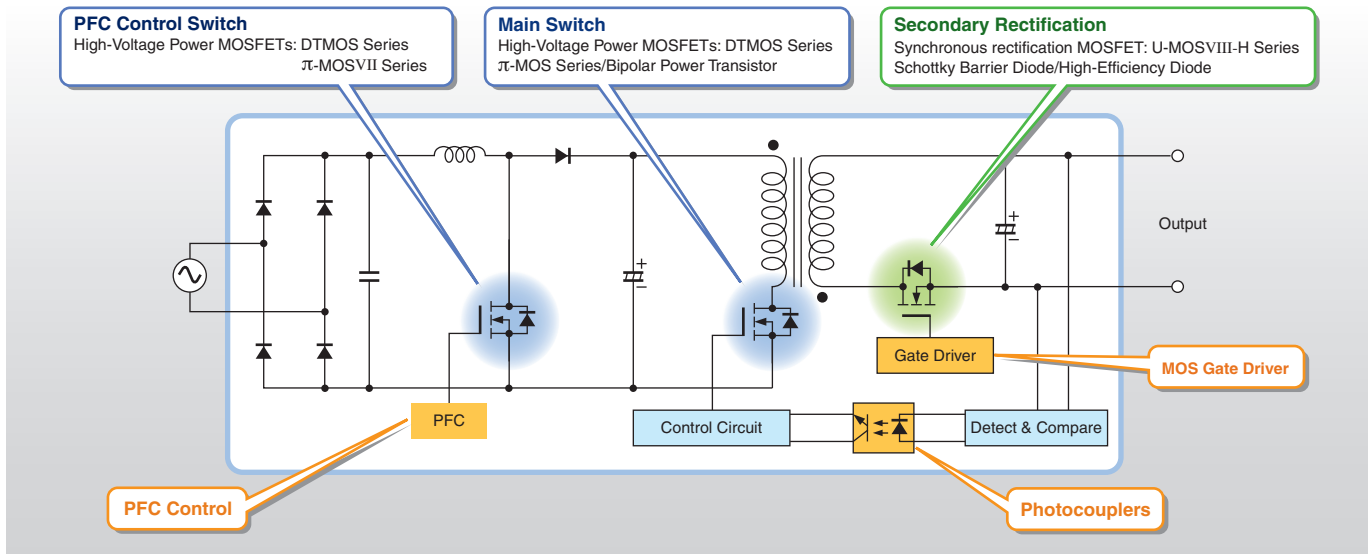 PFC Control Switch
High-Voltage Power MOSFETs: DTMOS Series
π-MOSVII Series
Main Switch
High-Voltage Power MOSFETs: DTMOS Series
π-MOS Series/Bipolar Power Transistor
Secondary Rectification
Synchronous rectification MOSFET: U-MOSVIII-H Series
Schottky Barrier Diode/High-Efficiency Diode
+
−
+
−
Output
Gate Driver
MOS Gate Driver
PFC
Control Circuit
Detect & Compare
PFC Control
Photocouplers